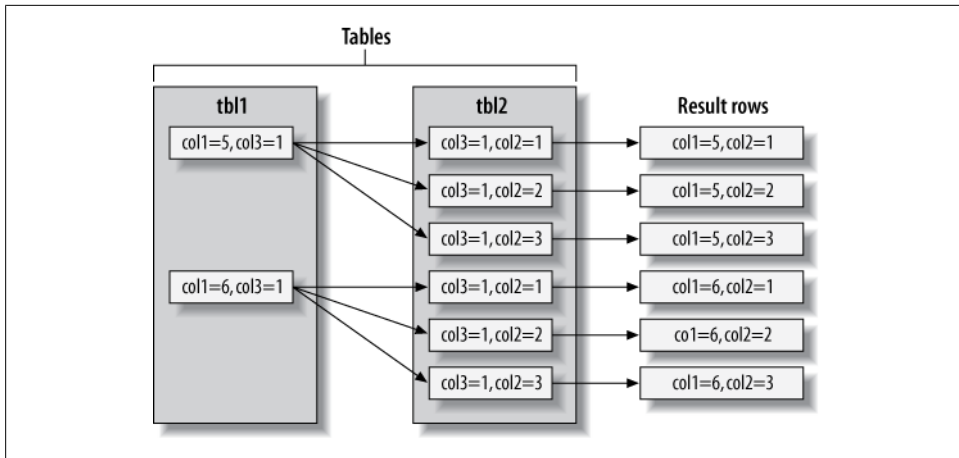 Tables
tbl1
tbl2
Result rows
col1=5, col3=1
col3=1, col2=1
col1=5, col2=1
col3=1, col2=2
col1=5, col2=2
col3=1, col2=3
col1=5, col2=3
col1=6, col3=1
col3=1, col2=1
col1=6, col2=1
col3=1, col2=2
co1=6, col2=2
col3=1, col2=3
col1=6, col2=3